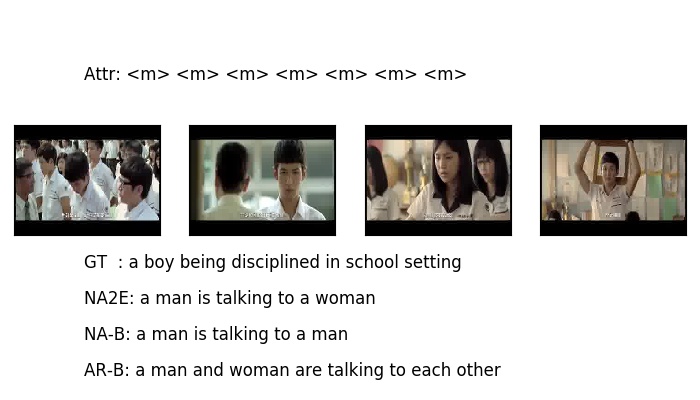 Attr: <m> <m> <m> <m> <m> <m> <m>
GT : a boy being disciplined in school setting
NA2E: a man is talking to a woman
NA-B: a man is talking to a man
AR-B: a man and woman are talking to each other